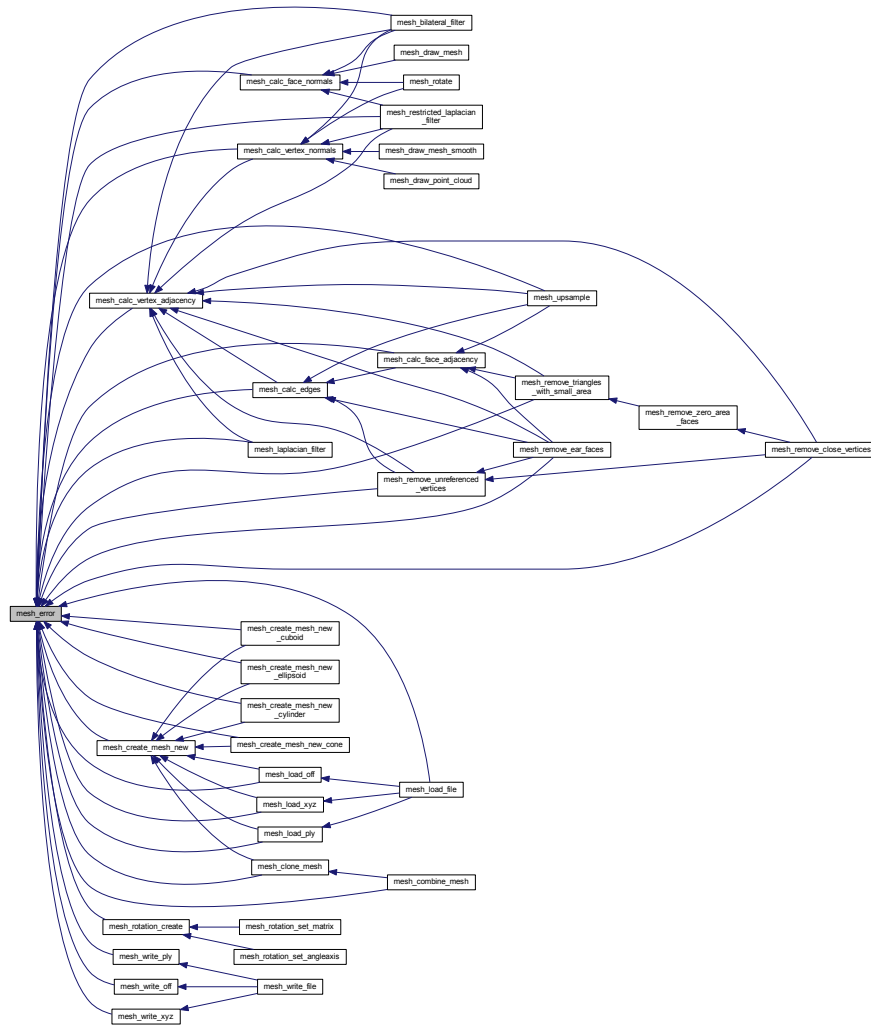 mesh_bilateral_filter
mesh_draw_mesh
mesh_calc_face_normals
mesh_rotate
mesh_restricted_laplacian
_filter
mesh_calc_vertex_normals
mesh_draw_mesh_smooth
mesh_draw_point_cloud
mesh_calc_vertex_adjacency
mesh_upsample
mesh_calc_face_adjacency
mesh_calc_edges
mesh_remove_triangles
_with_small_area
mesh_remove_zero_area
_faces
mesh_laplacian_filter
mesh_remove_ear_faces
mesh_remove_close_vertices
mesh_remove_unreferenced
_vertices
mesh_error
mesh_create_mesh_new
_cuboid
mesh_create_mesh_new
_ellipsoid
mesh_create_mesh_new
_cylinder
mesh_create_mesh_new
mesh_create_mesh_new_cone
mesh_load_off
mesh_load_file
mesh_load_xyz
mesh_load_ply
mesh_clone_mesh
mesh_combine_mesh
mesh_rotation_create
mesh_rotation_set_matrix
mesh_write_ply
mesh_rotation_set_angleaxis
mesh_write_off
mesh_write_file
mesh_write_xyz